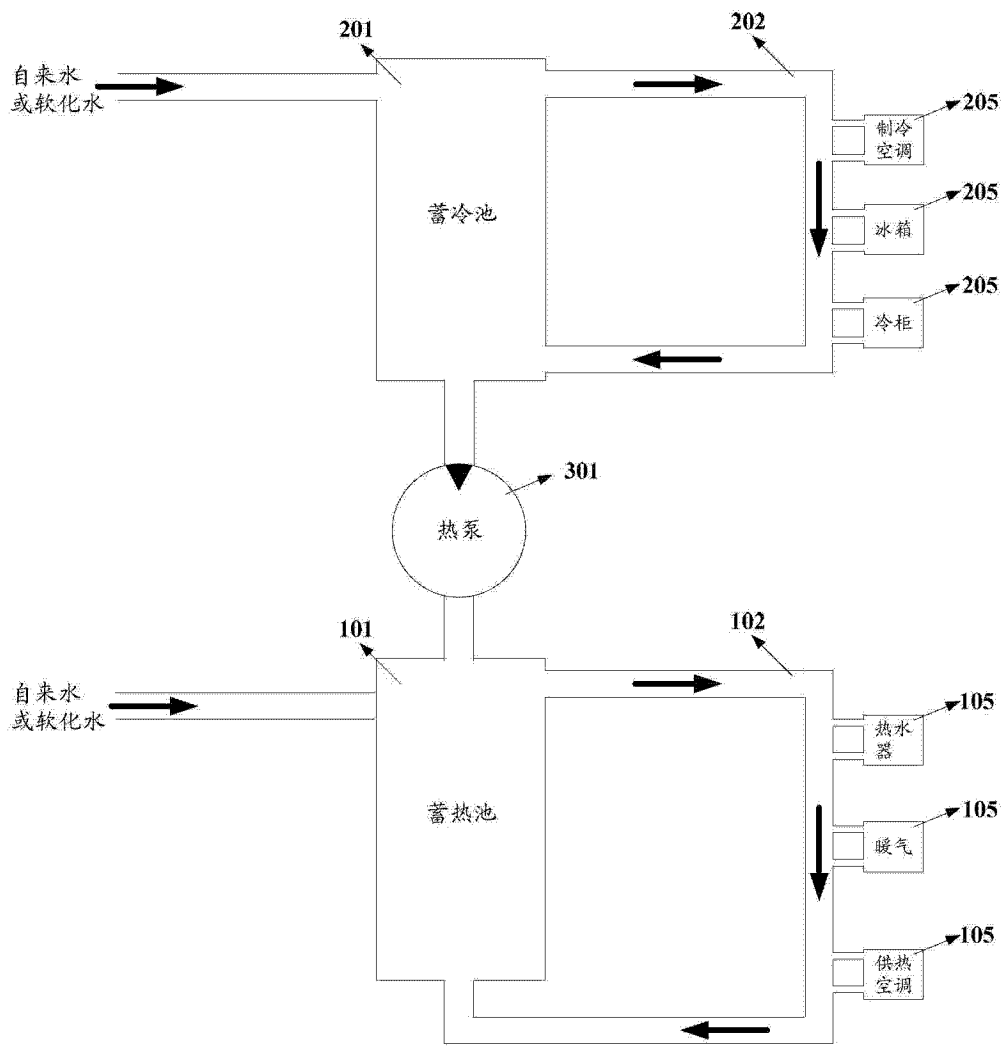 201
202
自来水
或软化水
205
制冷
空调
205
蓄冷池
冰箱
205
冷柜
301
热泵
101
102
自来水
或软化水
105
热水
器
105
蓄热池
暖气
105
供热
空调